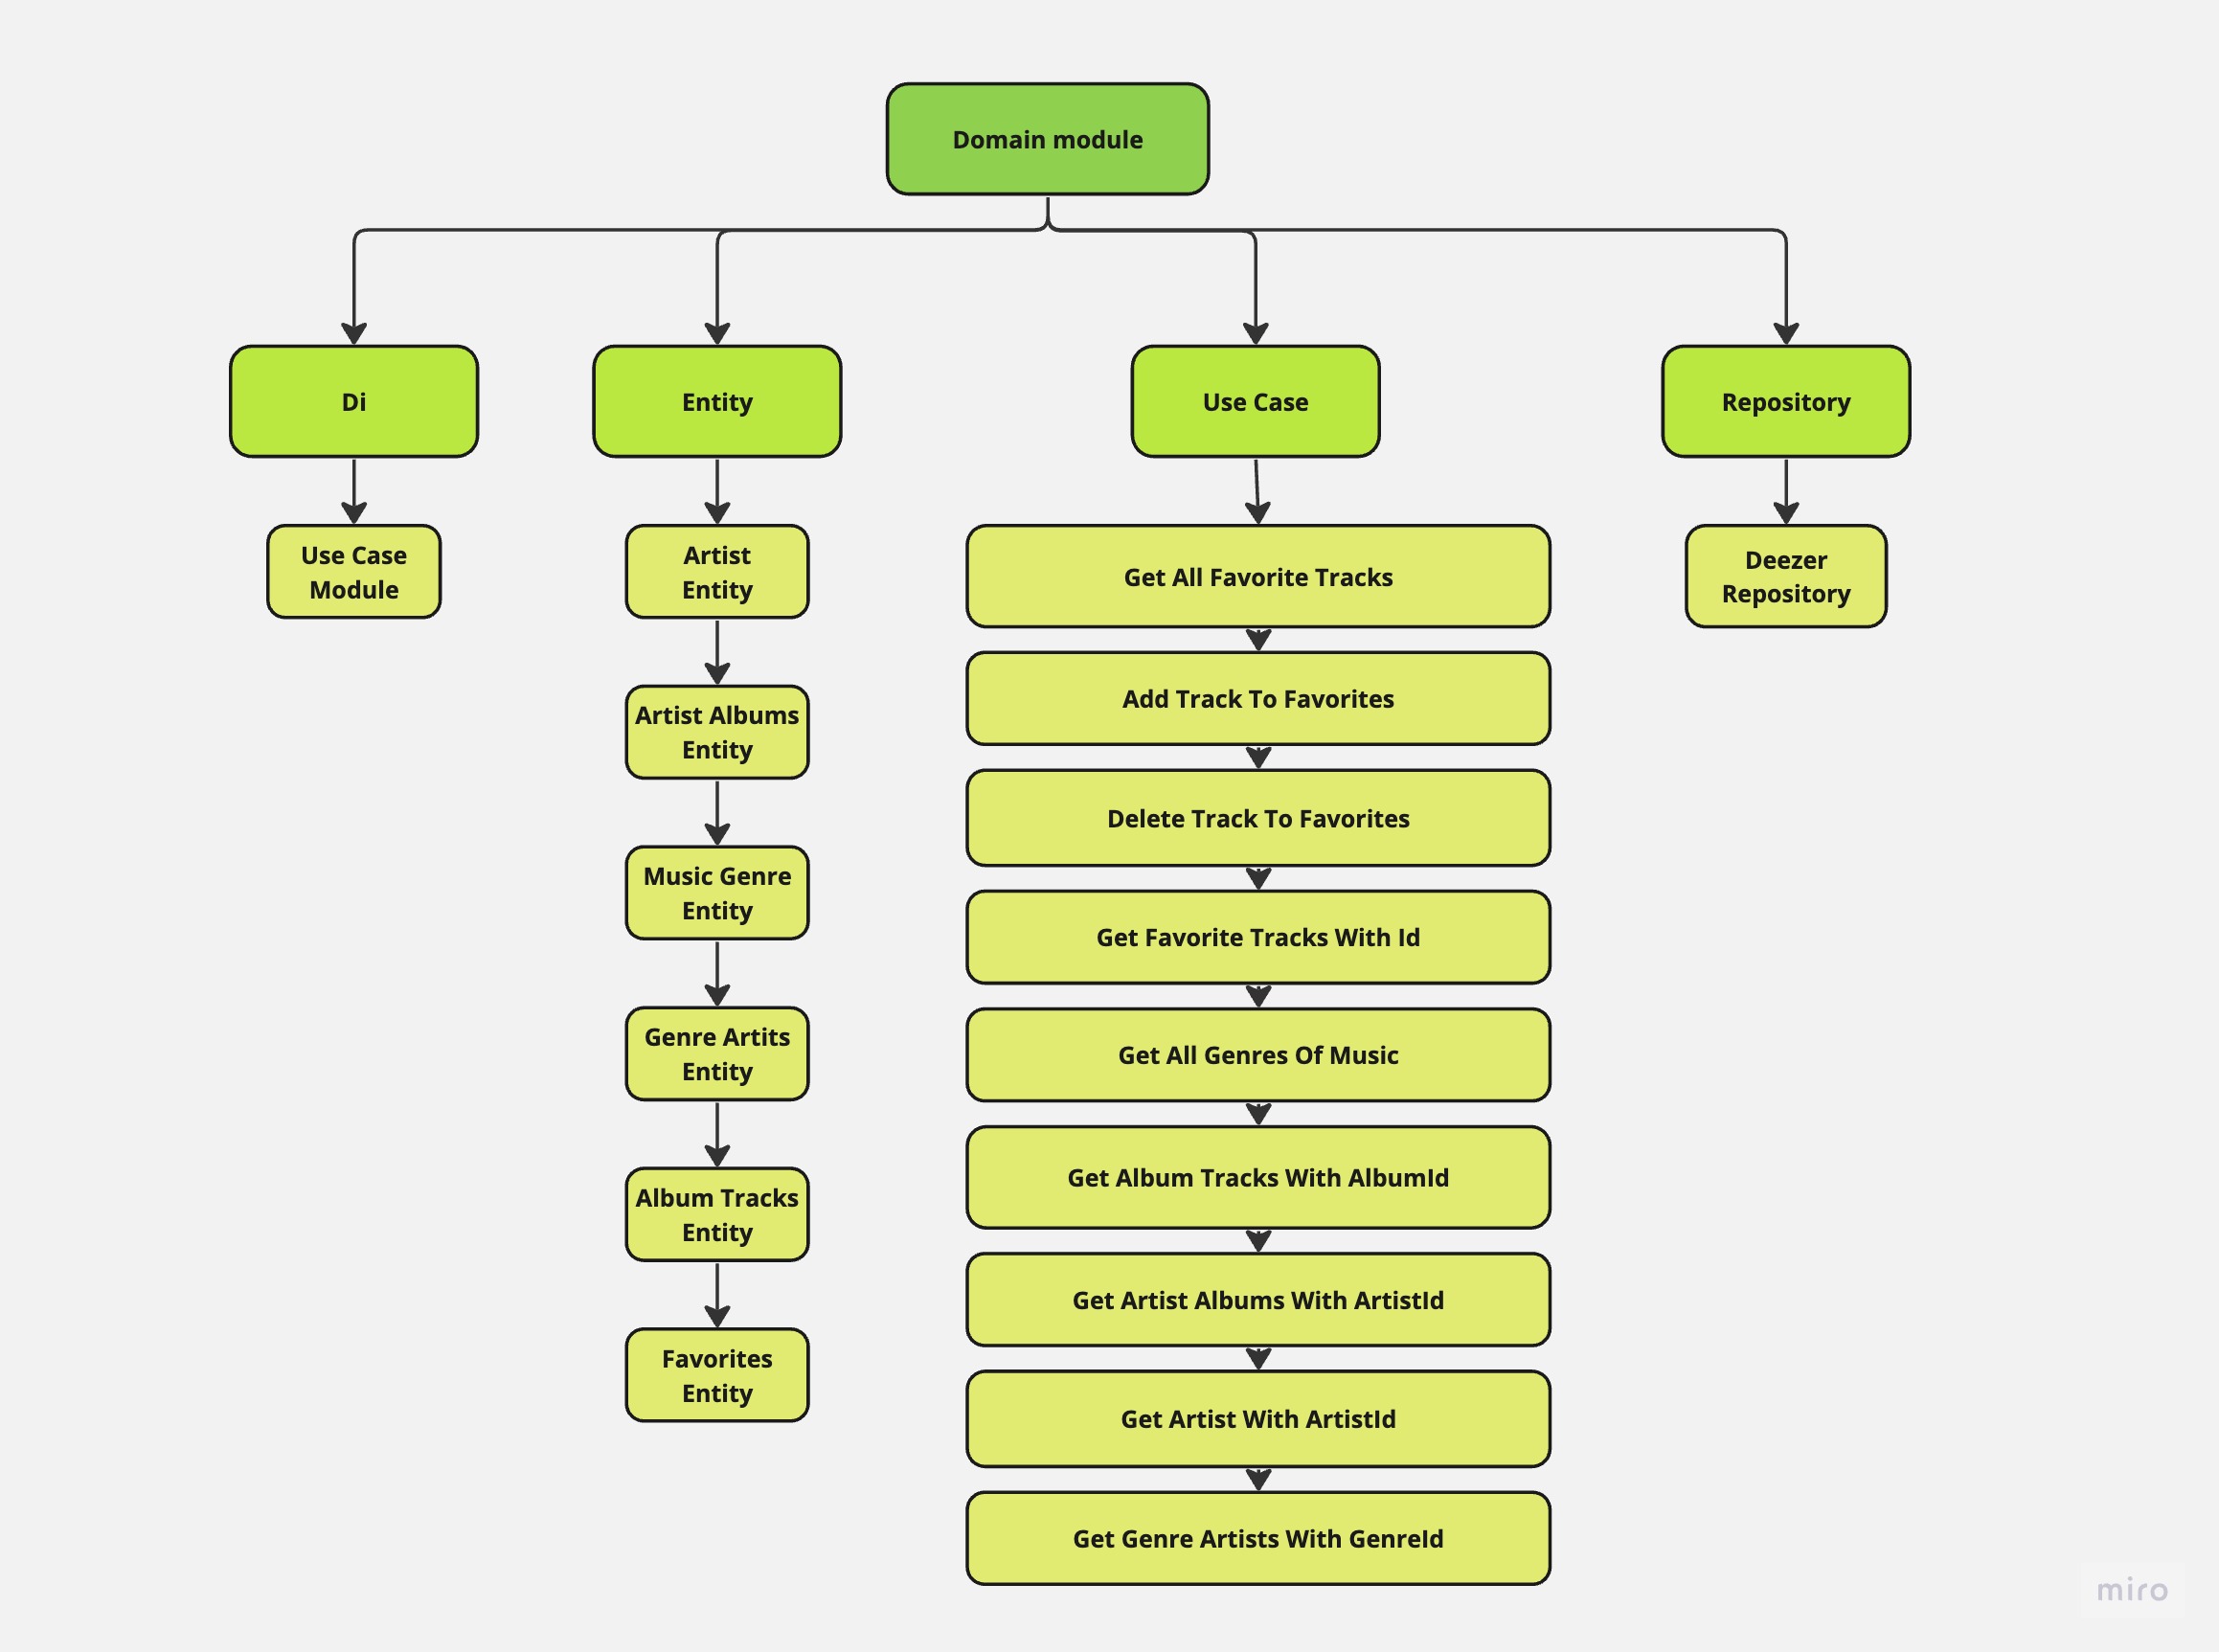 Domain module
Di
Entity
Use Case
Repository
Use Case
Module
Artist
Entity
Artist Albums
Entity
Music Genre
Entity
Genre Artits
Entity
Album Tracks
Entity
Favorites
Entity
Get All Favorite Tracks
Add Track To Favorites
Delete Track To Favorites
Get Favorite Tracks With Id
Get All Genres Of Music
Get Album Tracks With AlbumId
Get Artist Albums With ArtistId
Get Artist With ArtistId
Get Genre Artists With GenreId
Deezer
Repository
miro